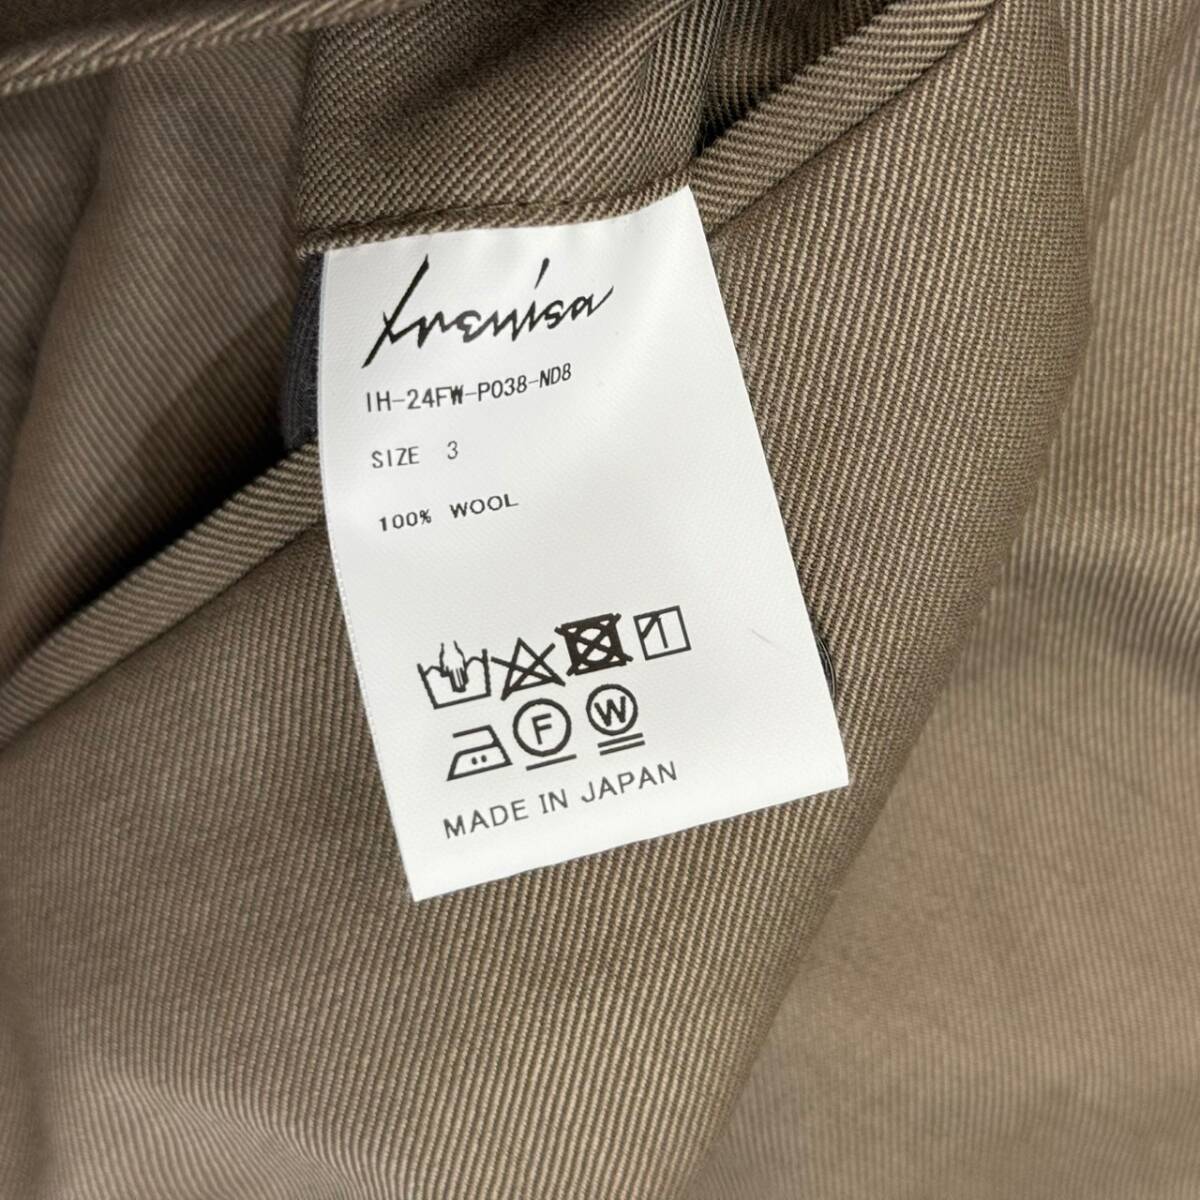 Irenisa
IH-24FW-P038-ND8
SIZE 3
100% WOOL
F W
MADE IN JAPAN